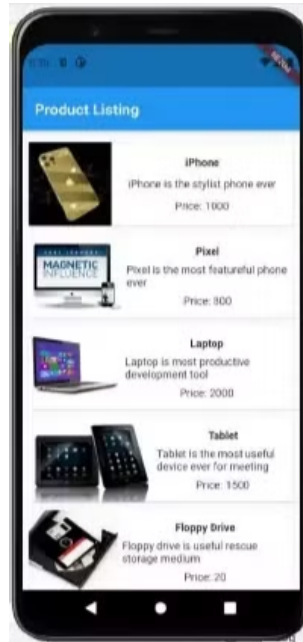 Product Listing
iPhone
iPhone is the stylist phone ever
Price: 1000
MAGNETIC
INFLUENCE
Pixel
Pixel is the most featureful phone
ever
Price: 800
Laptop
Laptop is most productive
development tool
Price: 2000
Tablet
Tablet is the most useful
device ever for meeting
Price: 1500
Floppy Drive
Floppy drive is useful rescue
storage medium
Price: 20